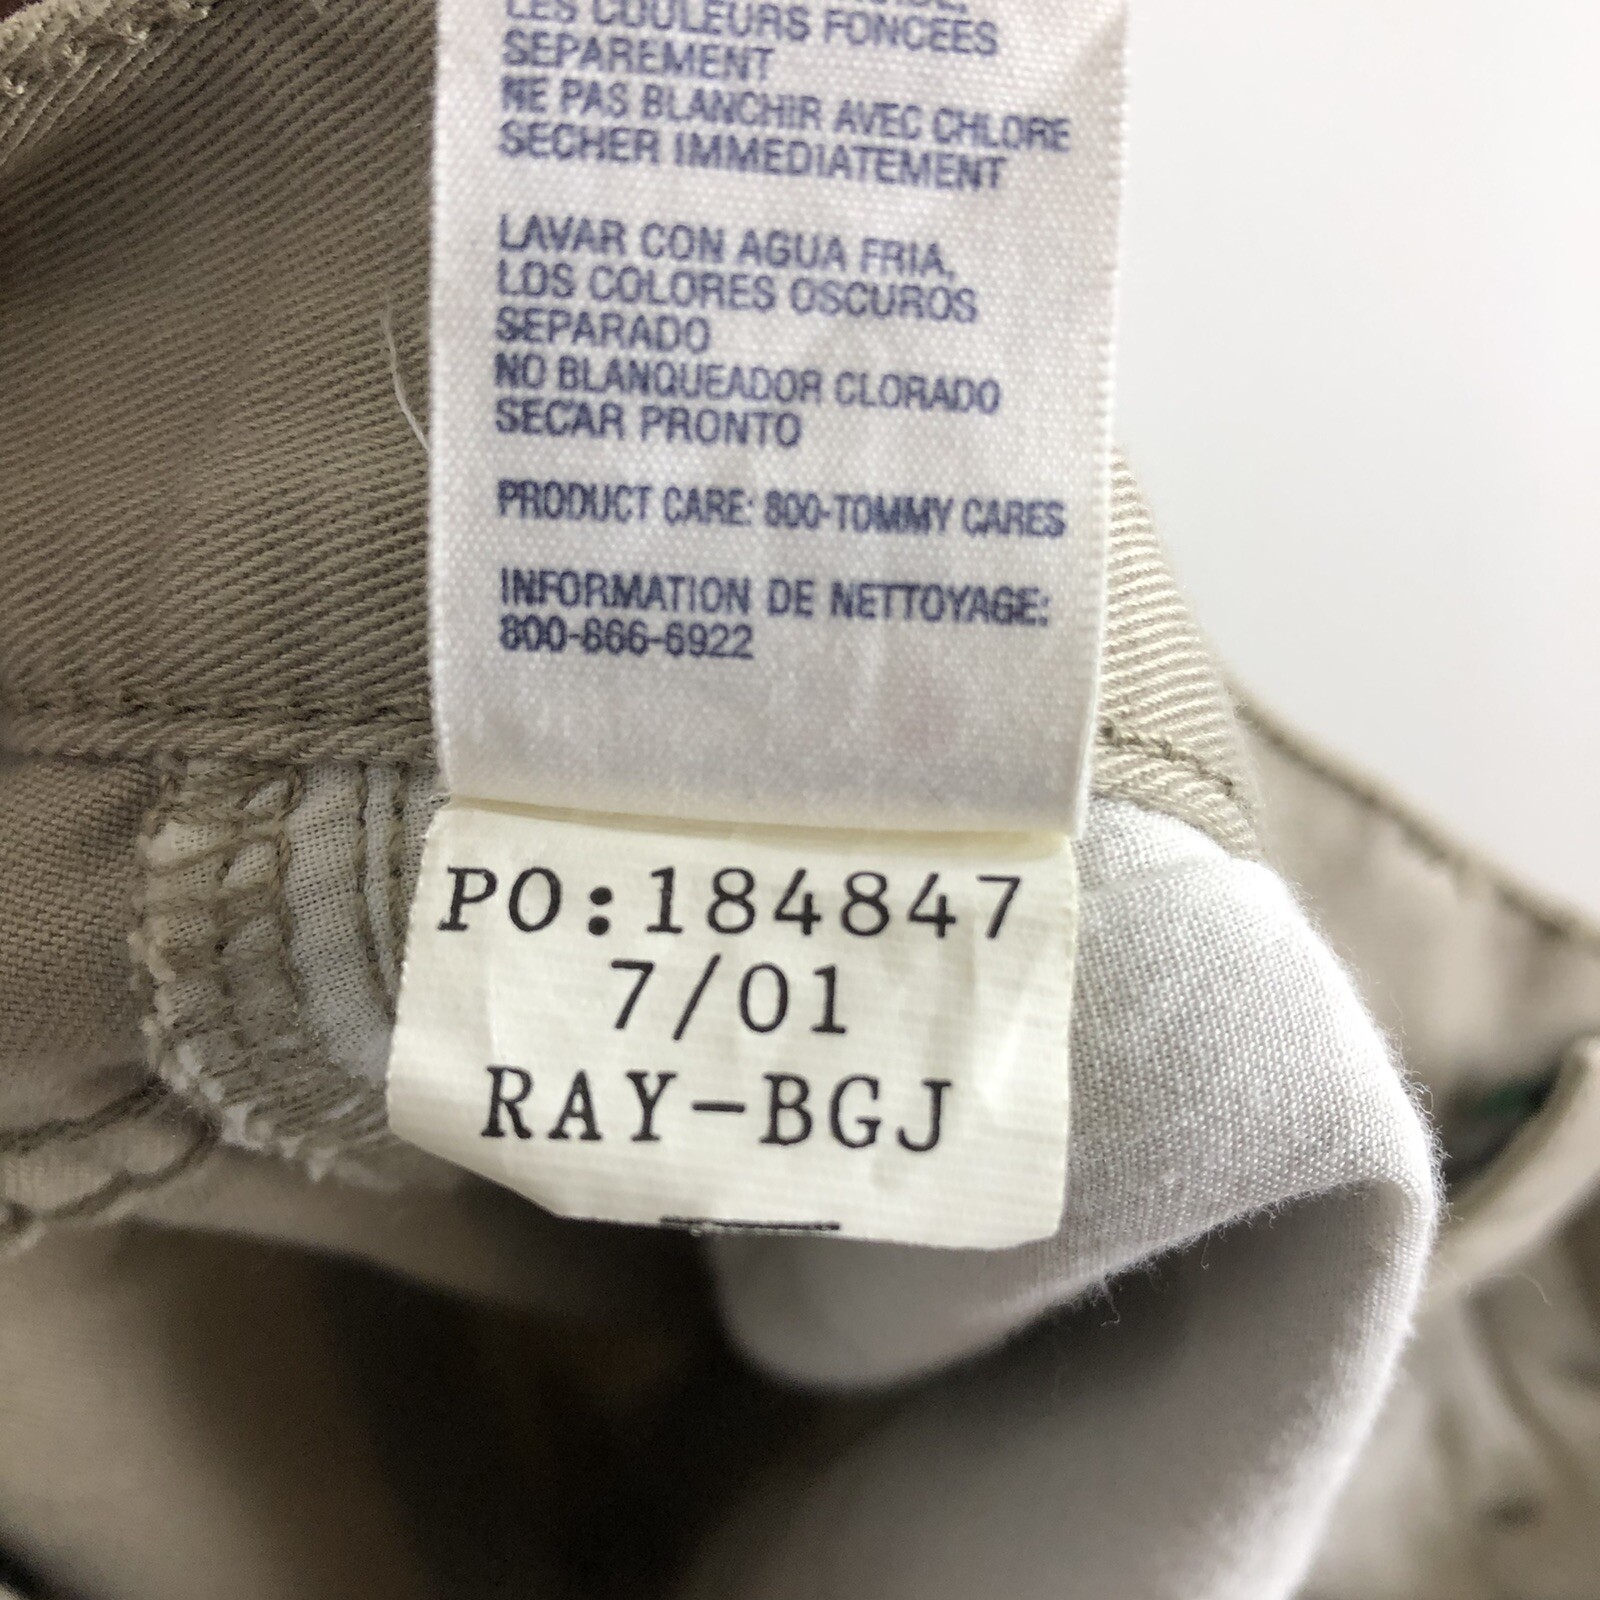 LES COULEURS FONCEES
SEPAREMENT
NE PAS BLANCHIR AVEC CHLORE
SECHER IMMEDIATEMENT
LAVAR CON AGUA FRIA,
LOS COLORES OSCUROS
SEPARADO
NO BLANQUEADOR CLORADO
SECAR PRONTO
PRODUCT CARE: 800-TOMMY CARES
INFORMATION DE NETTOYAGE:
800-866-6922
PO:184847
7/01
RAY-BGJ